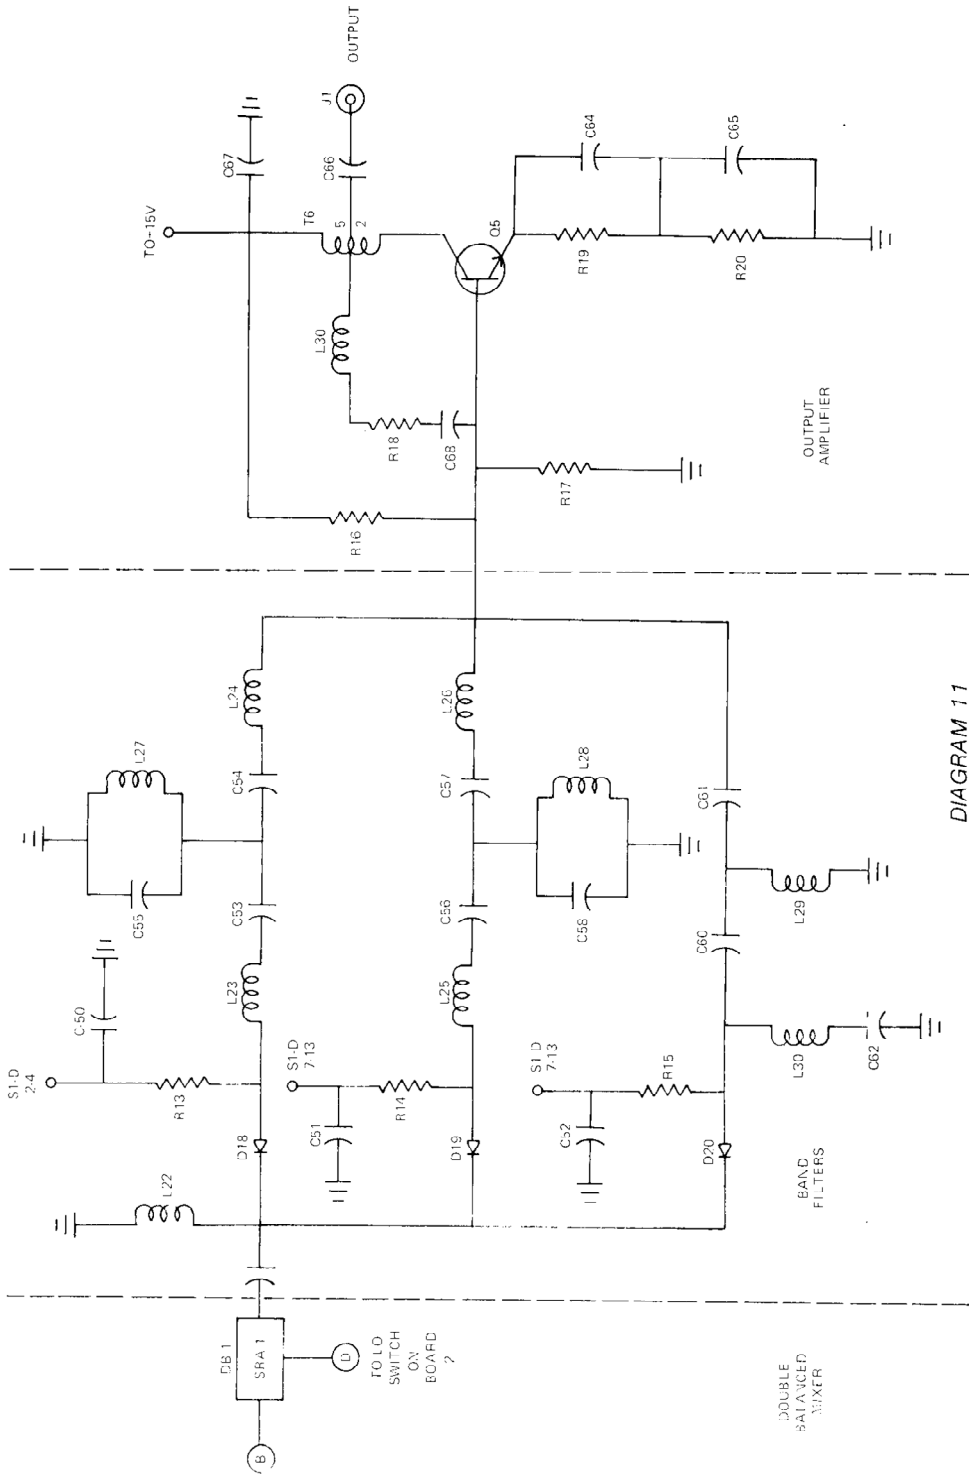 DB 1
SRA 1
B
D
TO LO
SWITCH
ON
BOARD
2
DOUBLE
BALANCED
MIXER
L22
S1-D
2-4
C-50
R13
D18
L23
C53
C55
L27
C54
L24
S1-D
7-13
C51
R14
D19
L25
C56
C58
L28
C57
L26
S1-D
7-13
C52
R15
D20
L30
C62
C60
L29
C61
BAND
FILTERS
TO-15V
C67
T6
5
2
C66
J1
OUTPUT
L30
R18
C68
R16
R17
Q5
R19
C64
R20
C65
OUTPUT
AMPLIFIER
DIAGRAM 11